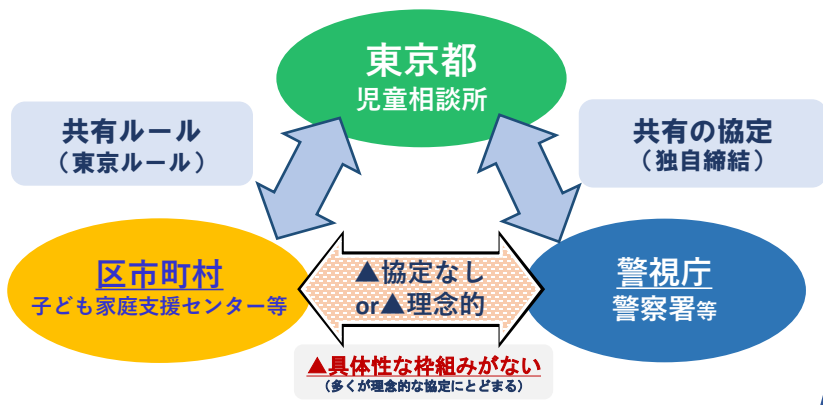 東京都
児童相談所
共有ルール
（東京ルール）
共有の協定
（独自締結）
区市町村
子ども家庭支援センター等
▲協定なし
or▲理念的
警視庁
警察署等
▲具体性な枠組みがない
（多くが理念的な協定にとどまる）